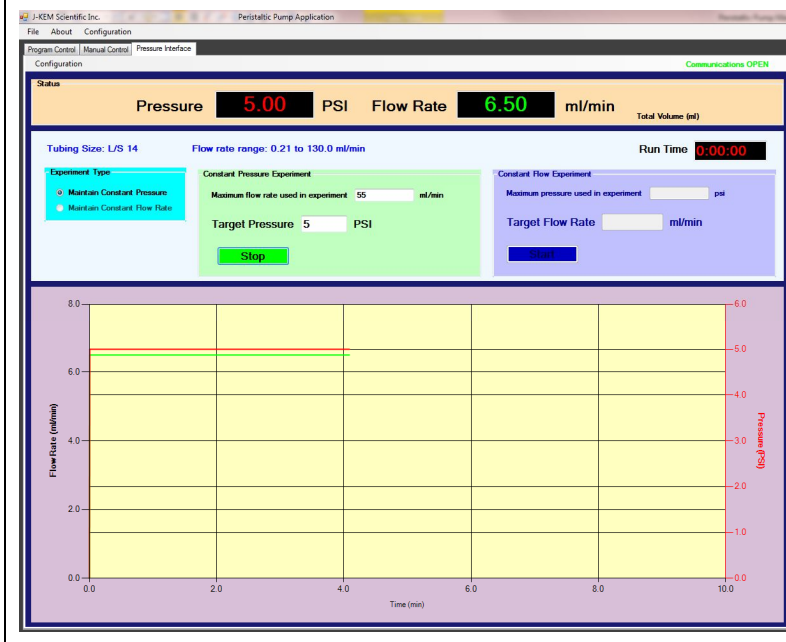 J-KEM Scientific Inc. Peristaltic Pump Application
File About Configuration
Program Control Manual Control Pressure Interface
Configuration Communications OPEN
Status
Pressure 5.00 PSI Flow Rate 6.50 ml/min Total Volume (ml)
Tubing Size: L/S 14 Flow rate range: 0.21 to 130.0 ml/min Run Time 0:00:00
Experiment Type
Maintain Constant Pressure
Maintain Constant Flow Rate
Constant Pressure Experiment
Maximum flow rate used in experiment 55 ml/min
Target Pressure 5 PSI
Stop
Constant Flow Experiment
Maximum pressure used in experiment psi
Target Flow Rate ml/min
Start
8.0
6.0
4.0
2.0
0.0
Flow Rate (ml/min)
6.0
5.0
4.0
3.0
2.0
1.0
0.0
Pressure (PSI)
0.0 2.0 4.0 6.0 8.0 10.0
Time (min)